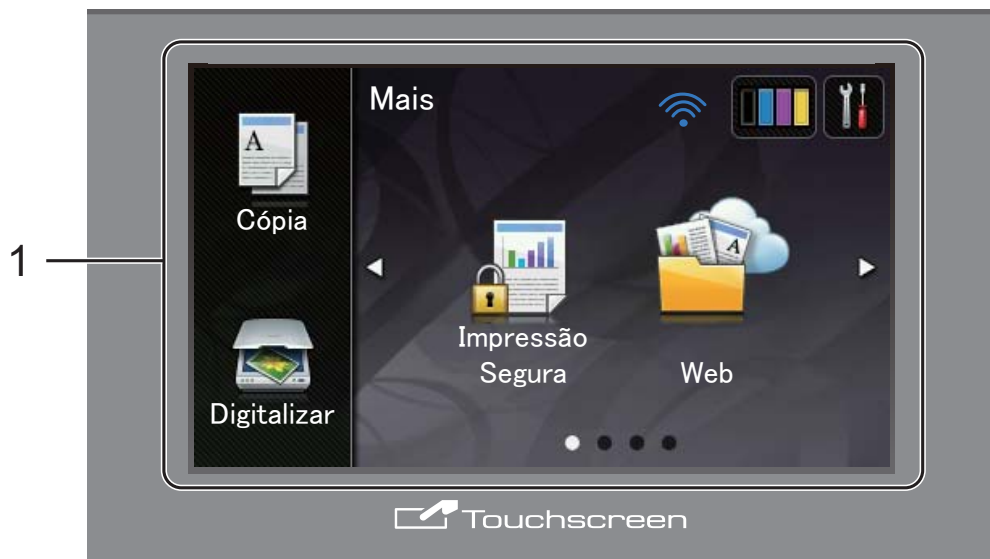 Mais
Cópia
Digitalizar
Impressão
Segura
Web
1
A
A
Touchscreen